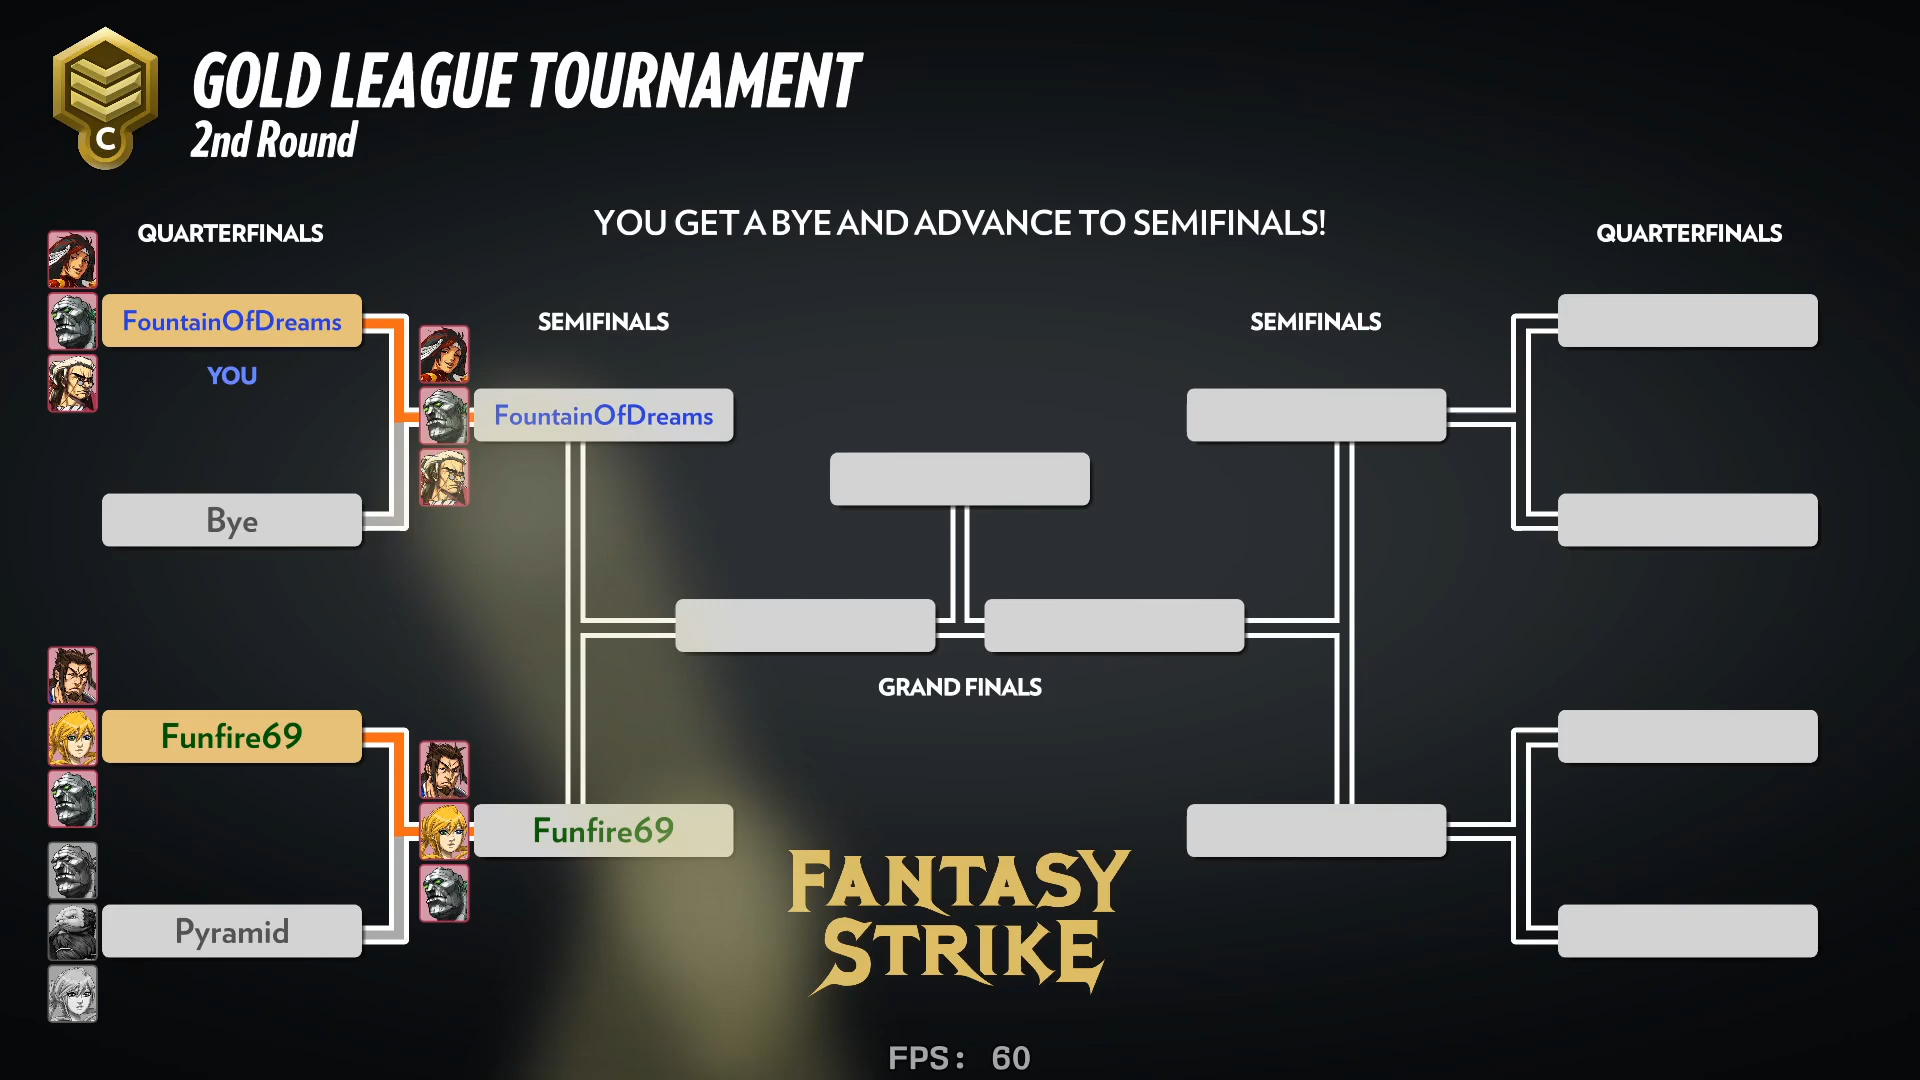 GOLD LEAGUE TOURNAMENT
2nd Round
C
YOU GET A BYE AND ADVANCE TO SEMIFINALS!
QUARTERFINALS
QUARTERFINALS
FountainOfDreams
YOU
SEMIFINALS
SEMIFINALS
FountainOfDreams
Bye
GRAND FINALS
Funfire69
Funfire69
Pyramid
FANTASY
STRIKE
FPS: 60